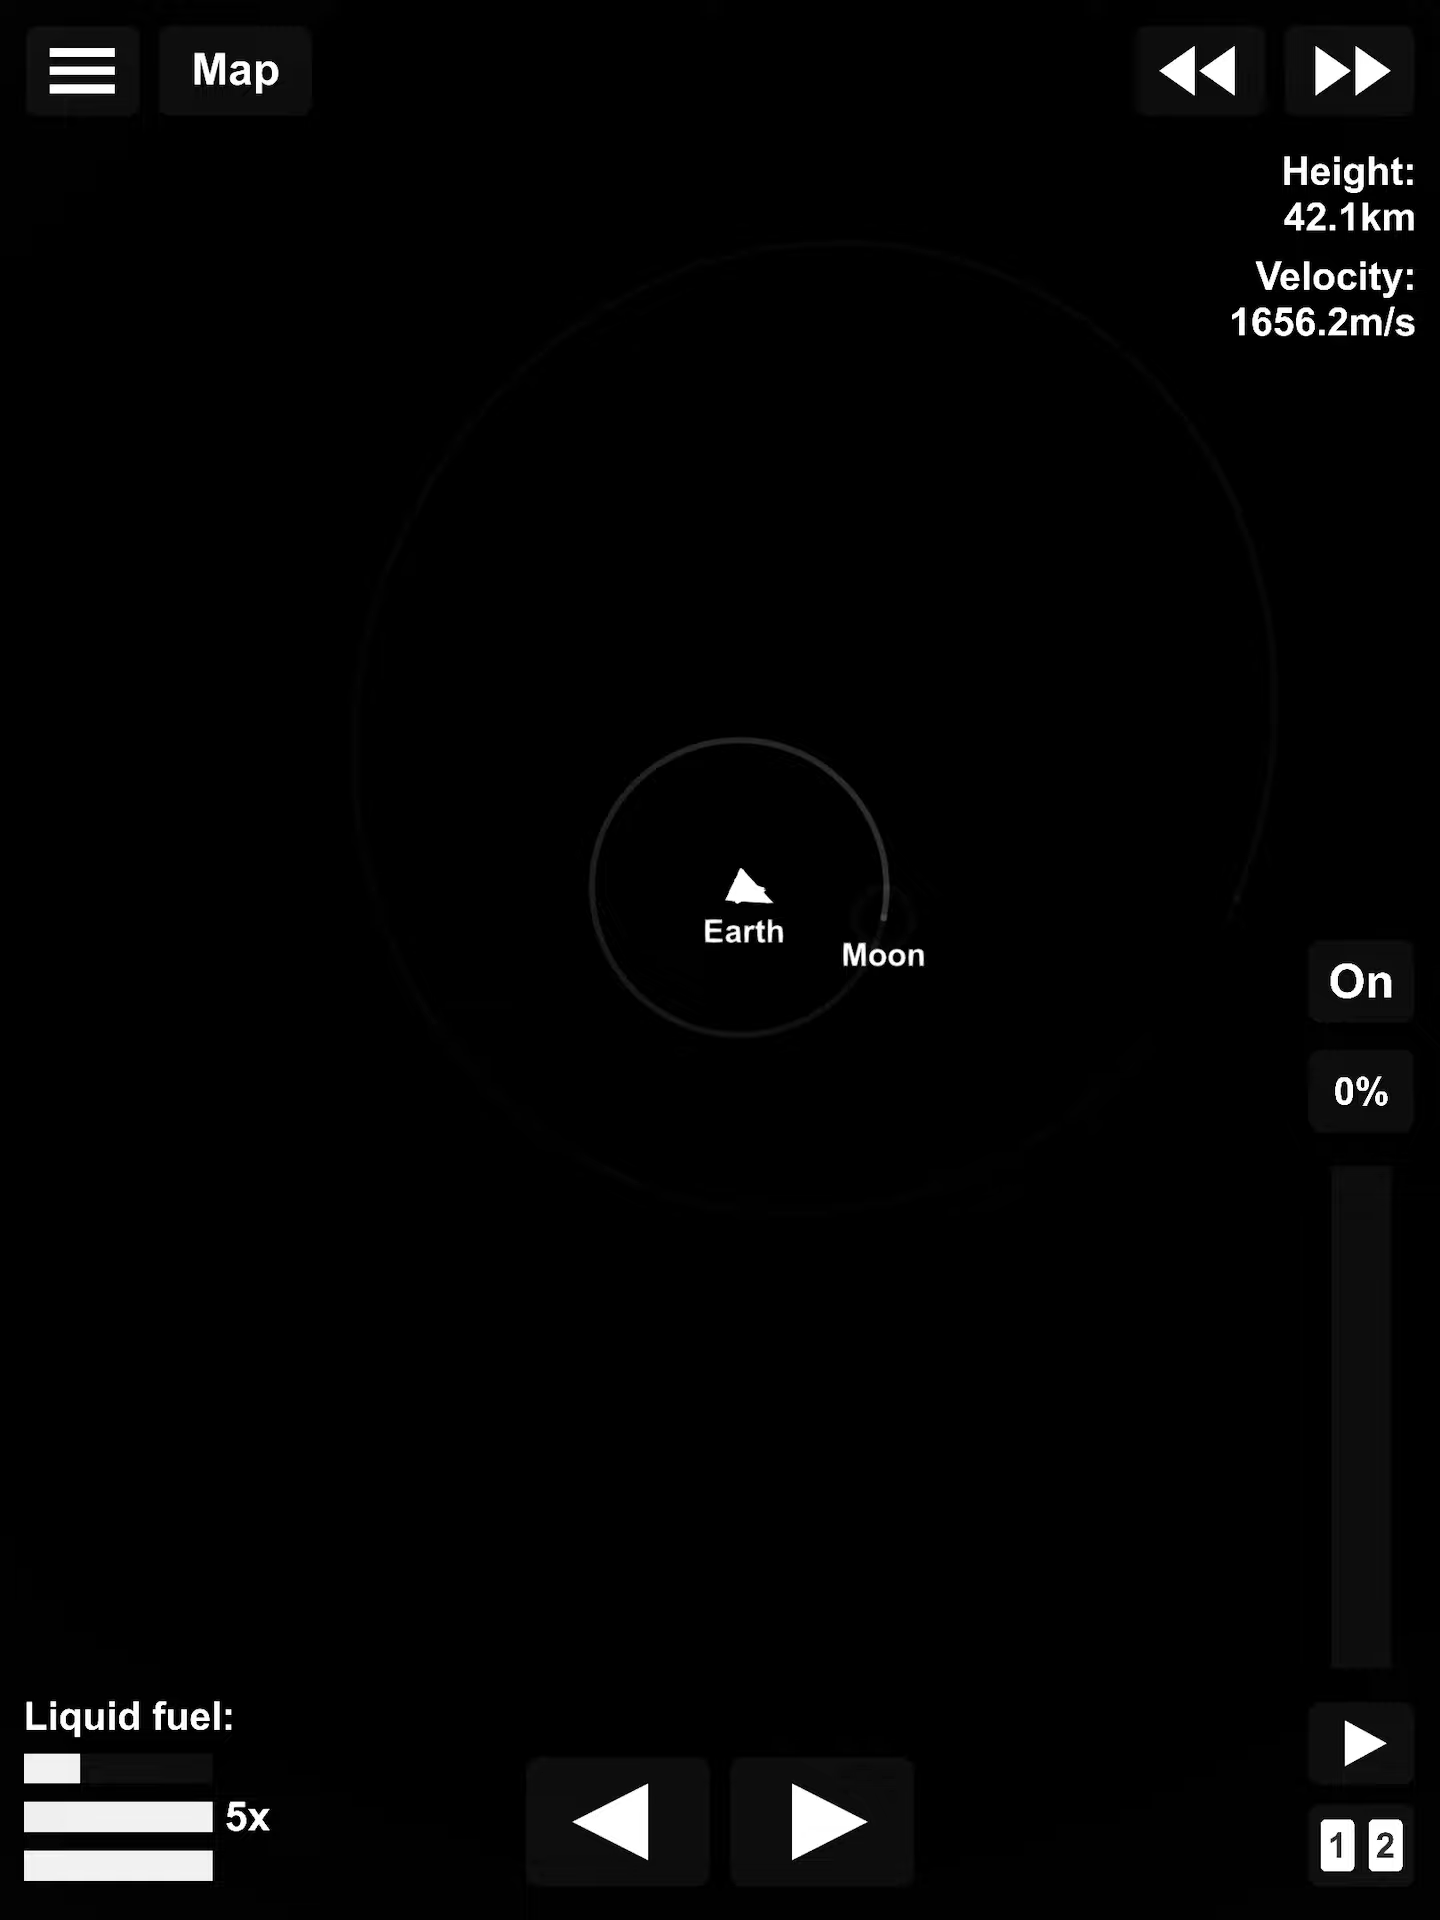 Map
Height:
42.1km
Velocity:
1656.2m/s
Earth
Moon
On
0%
Liquid fuel:
5x
1 2